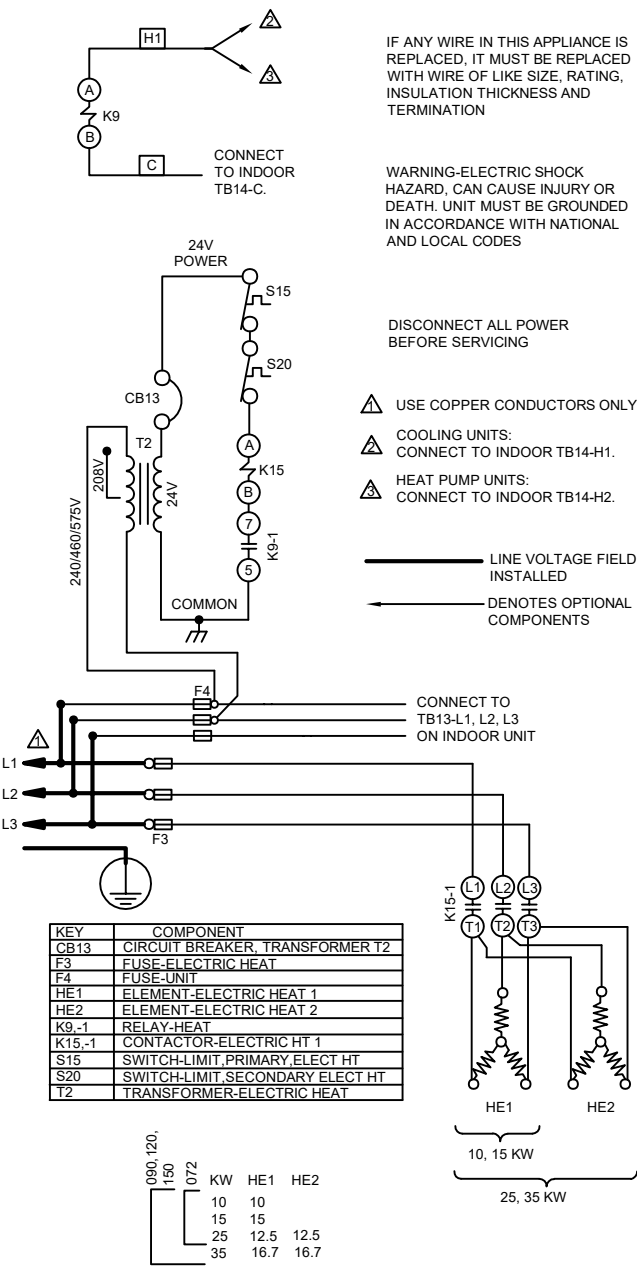 2
H1
3
A
K9
B
C
CONNECT
TO INDOOR
TB14-C.
IF ANY WIRE IN THIS APPLIANCE IS
REPLACED, IT MUST BE REPLACED
WITH WIRE OF LIKE SIZE, RATING,
INSULATION THICKNESS AND
TERMINATION
WARNING-ELECTRIC SHOCK
HAZARD, CAN CAUSE INJURY OR
DEATH. UNIT MUST BE GROUNDED
IN ACCORDANCE WITH NATIONAL
AND LOCAL CODES
DISCONNECT ALL POWER
BEFORE SERVICING
1 USE COPPER CONDUCTORS ONLY
2 COOLING UNITS:
CONNECT TO INDOOR TB14-H1.
3 HEAT PUMP UNITS:
CONNECT TO INDOOR TB14-H2.
LINE VOLTAGE FIELD
INSTALLED
DENOTES OPTIONAL
COMPONENTS
24V
POWER
S15
S20
CB13
T2
208V
24V
240/460/575V
A
K15
B
7
K9-1
5
COMMON
F4
CONNECT TO
TB13-L1, L2, L3
ON INDOOR UNIT
1
L1
L2
L3
F3
K15-1
L1 L2 L3
T1 T2 T3
HE1 HE2
10, 15 KW
25, 35 KW
KEY COMPONENT
CB13 CIRCUIT BREAKER, TRANSFORMER T2
F3 FUSE-ELECTRIC HEAT
F4 FUSE-UNIT
HE1 ELEMENT-ELECTRIC HEAT 1
HE2 ELEMENT-ELECTRIC HEAT 2
K9,-1 RELAY-HEAT
K15,-1 CONTACTOR-ELECTRIC HT 1
S15 SWITCH-LIMIT,PRIMARY,ELECT HT
S20 SWITCH-LIMIT,SECONDARY ELECT HT
T2 TRANSFORMER-ELECTRIC HEAT
090,120,
150
072
KW HE1 HE2
10 10
15 15
25 12.5 12.5
35 16.7 16.7